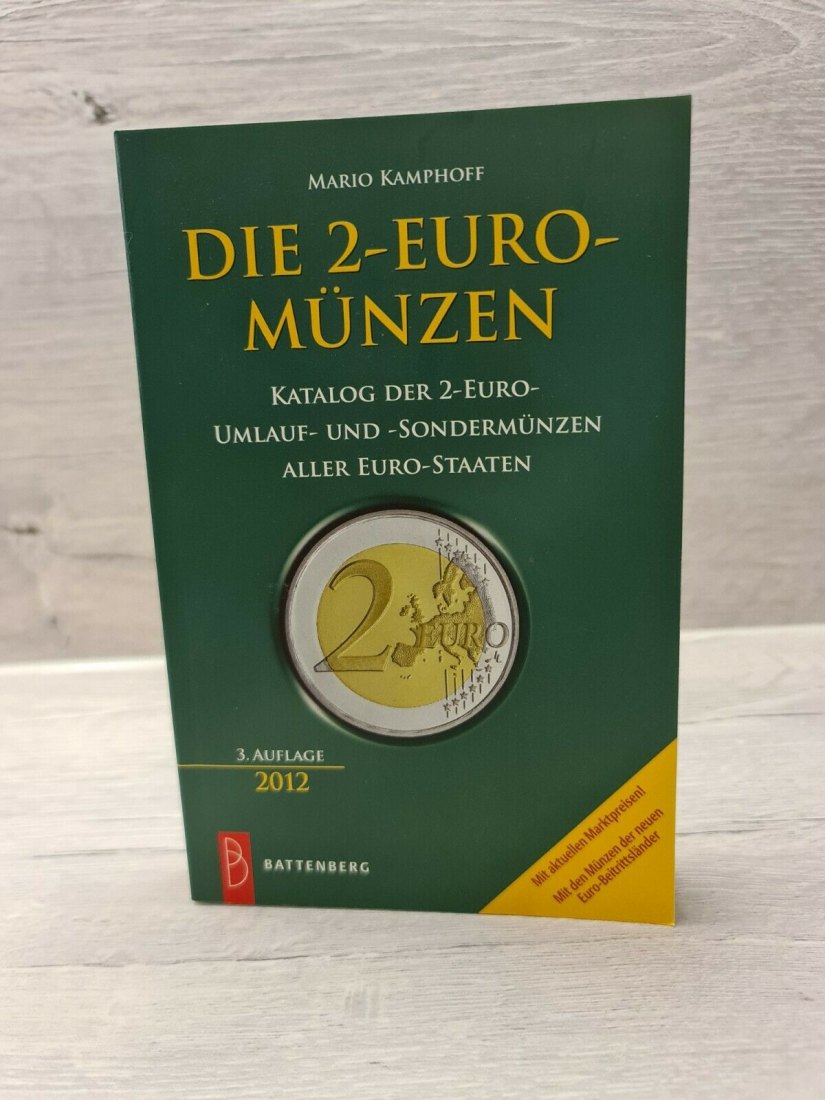 MARIO KAMPHOFF
DIE 2-EURO-
MÜNZEN
KATALOG DER 2-EURO-
UMLAUF- UND -SONDERMÜNZEN
ALLER EURO-STAATEN
2 EURO
3. AUFLAGE
2012
BATTENBERG
Mit aktuellen Marktpreisen!
Mit den Münzen der neuen
Euro-Beitrittsländer